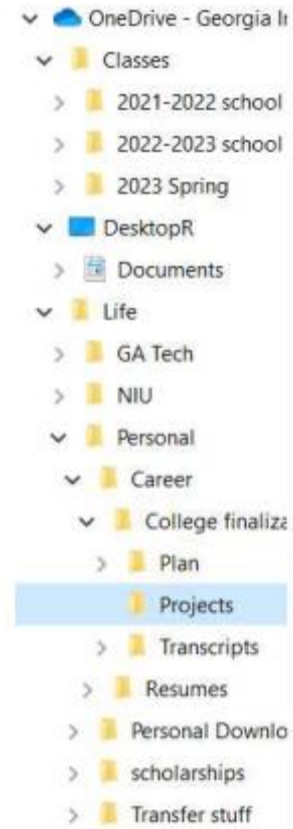 OneDrive - Georgia
Classes
2021-2022 school
2022-2023 school
2023 Spring
DesktopR
Documents
Life
GA Tech
NIU
Personal
Career
College finaliza
Plan
Projects
Transcripts
Resumes
Personal Downlo
scholarships
Transfer stuff